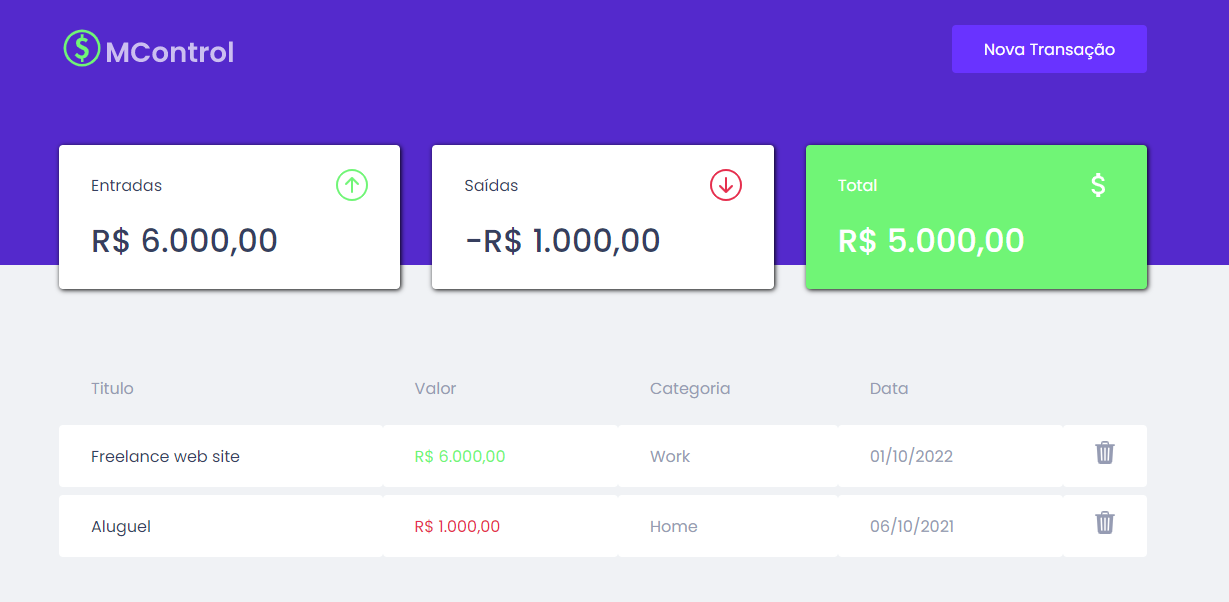 $ MControl
Nova Transação
Entradas
R$ 6.000,00
Saídas
-R$ 1.000,00
Total
$
R$ 5.000,00
Titulo Valor Categoria Data
Freelance web site R$ 6.000,00 Work 01/10/2022
Aluguel R$ 1.000,00 Home 06/10/2021